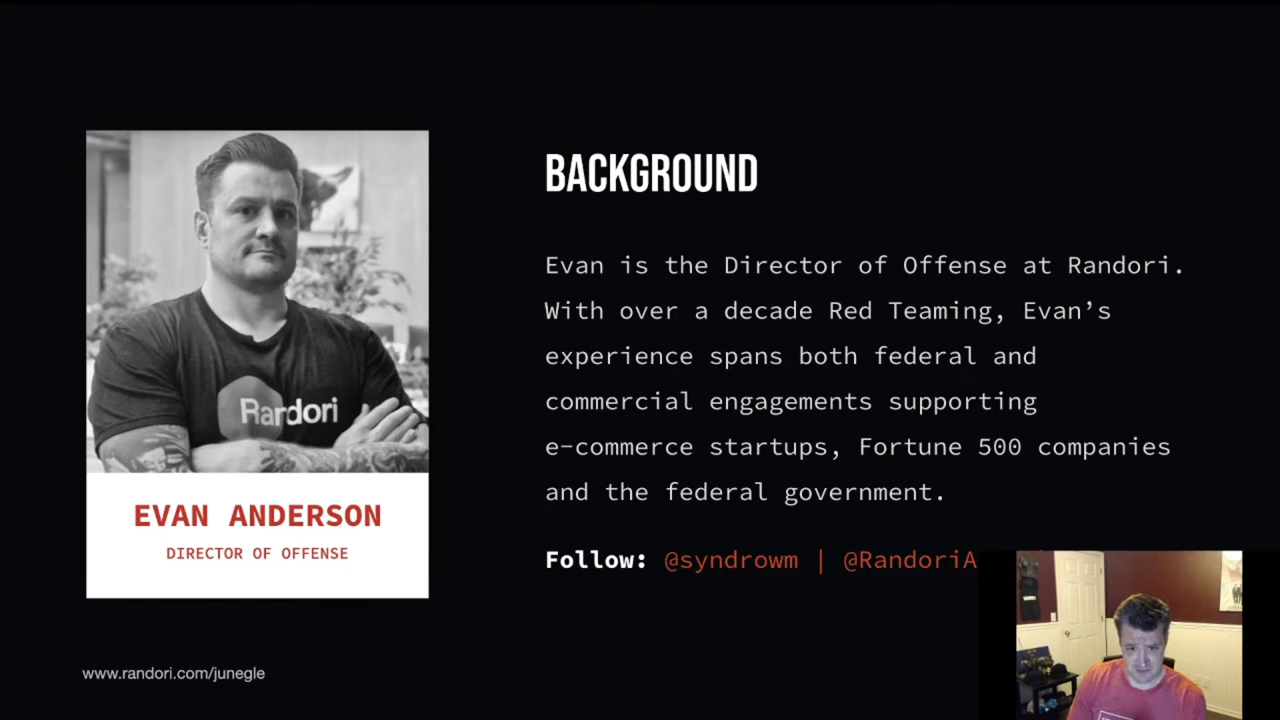 Randori
EVAN ANDERSON
DIRECTOR OF OFFENSE
www.randori.com/junegle
BACKGROUND
Evan is the Director of Offense at Randori.
With over a decade Red Teaming, Evan’s
experience spans both federal and
commercial engagements supporting
e-commerce startups, Fortune 500 companies
and the federal government.
Follow: @syndrowm | @RandoriA